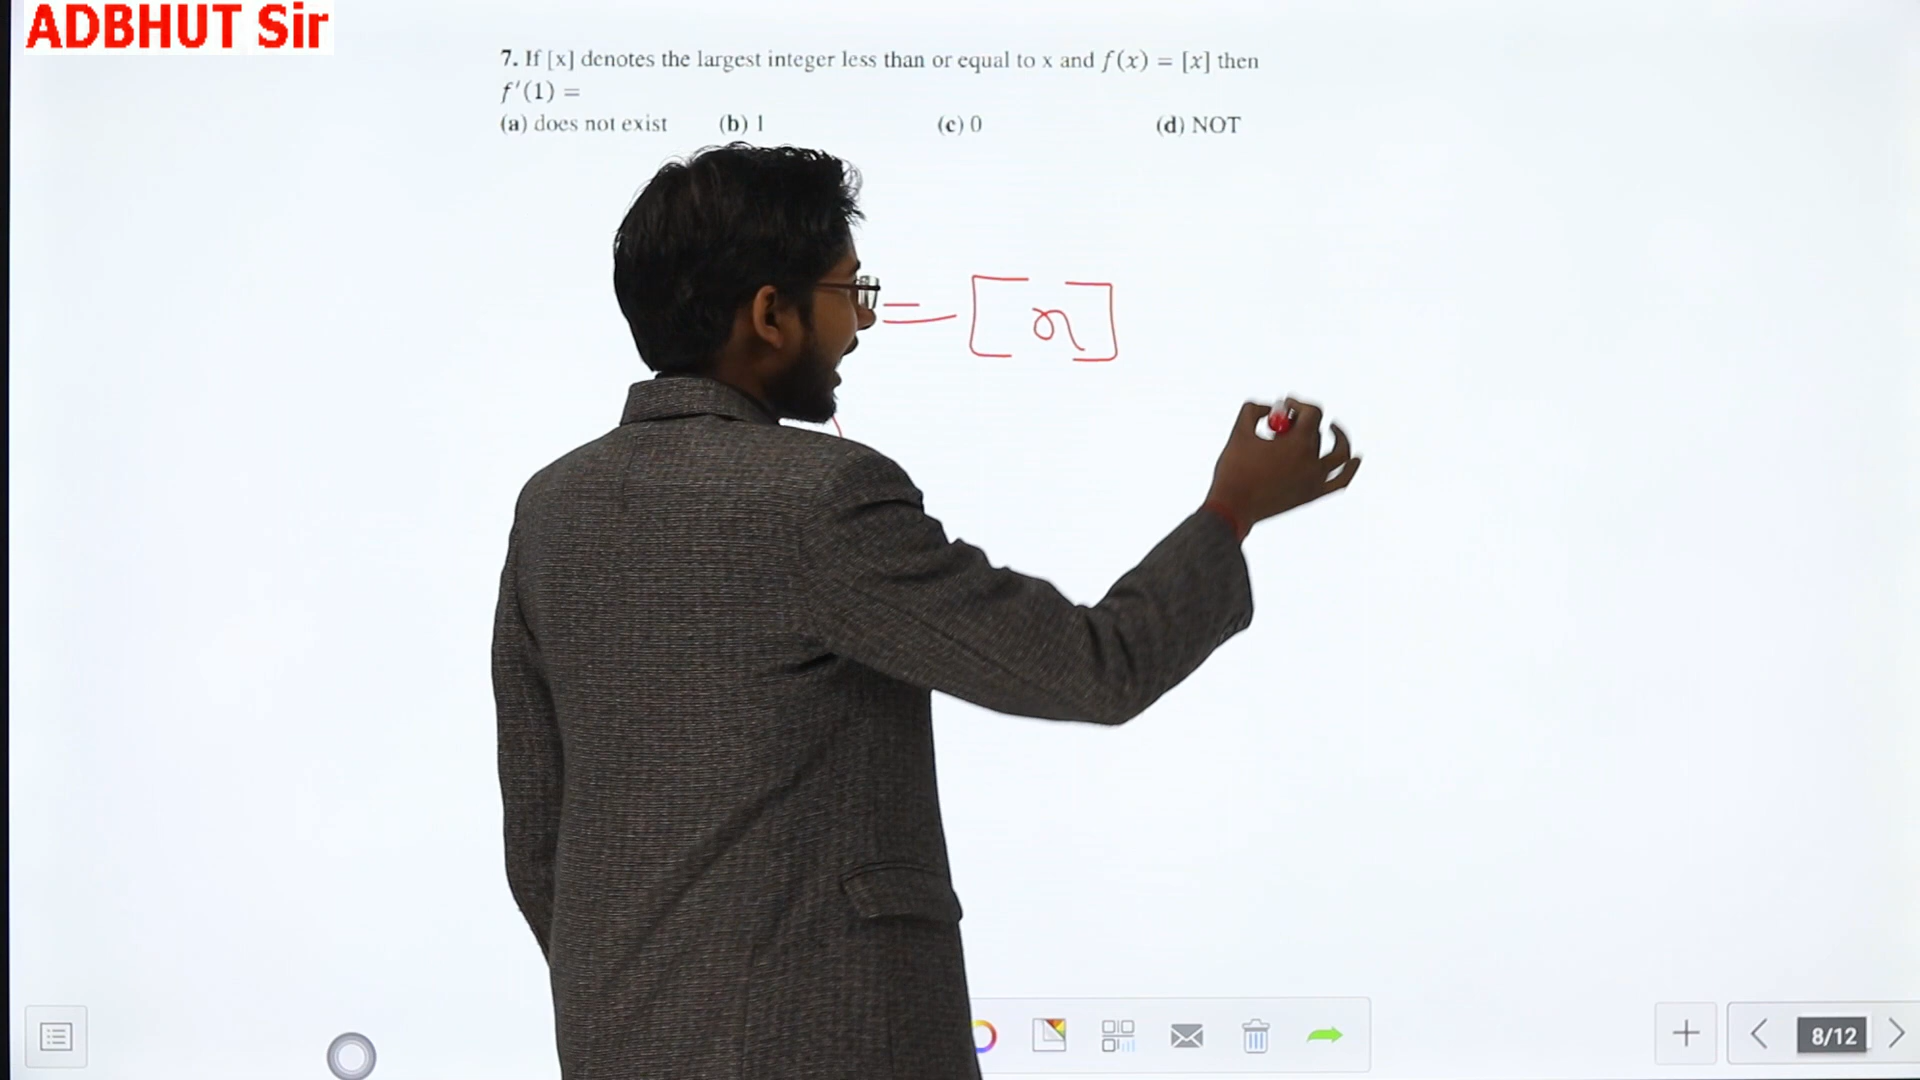 ADBHUT Sir
7. If [x] denotes the largest integer less than or equal to x and f(x) = [x] then
f′(1) =
(a) does not exist (b) 1 (c) 0 (d) NOT
= [x]
8/12